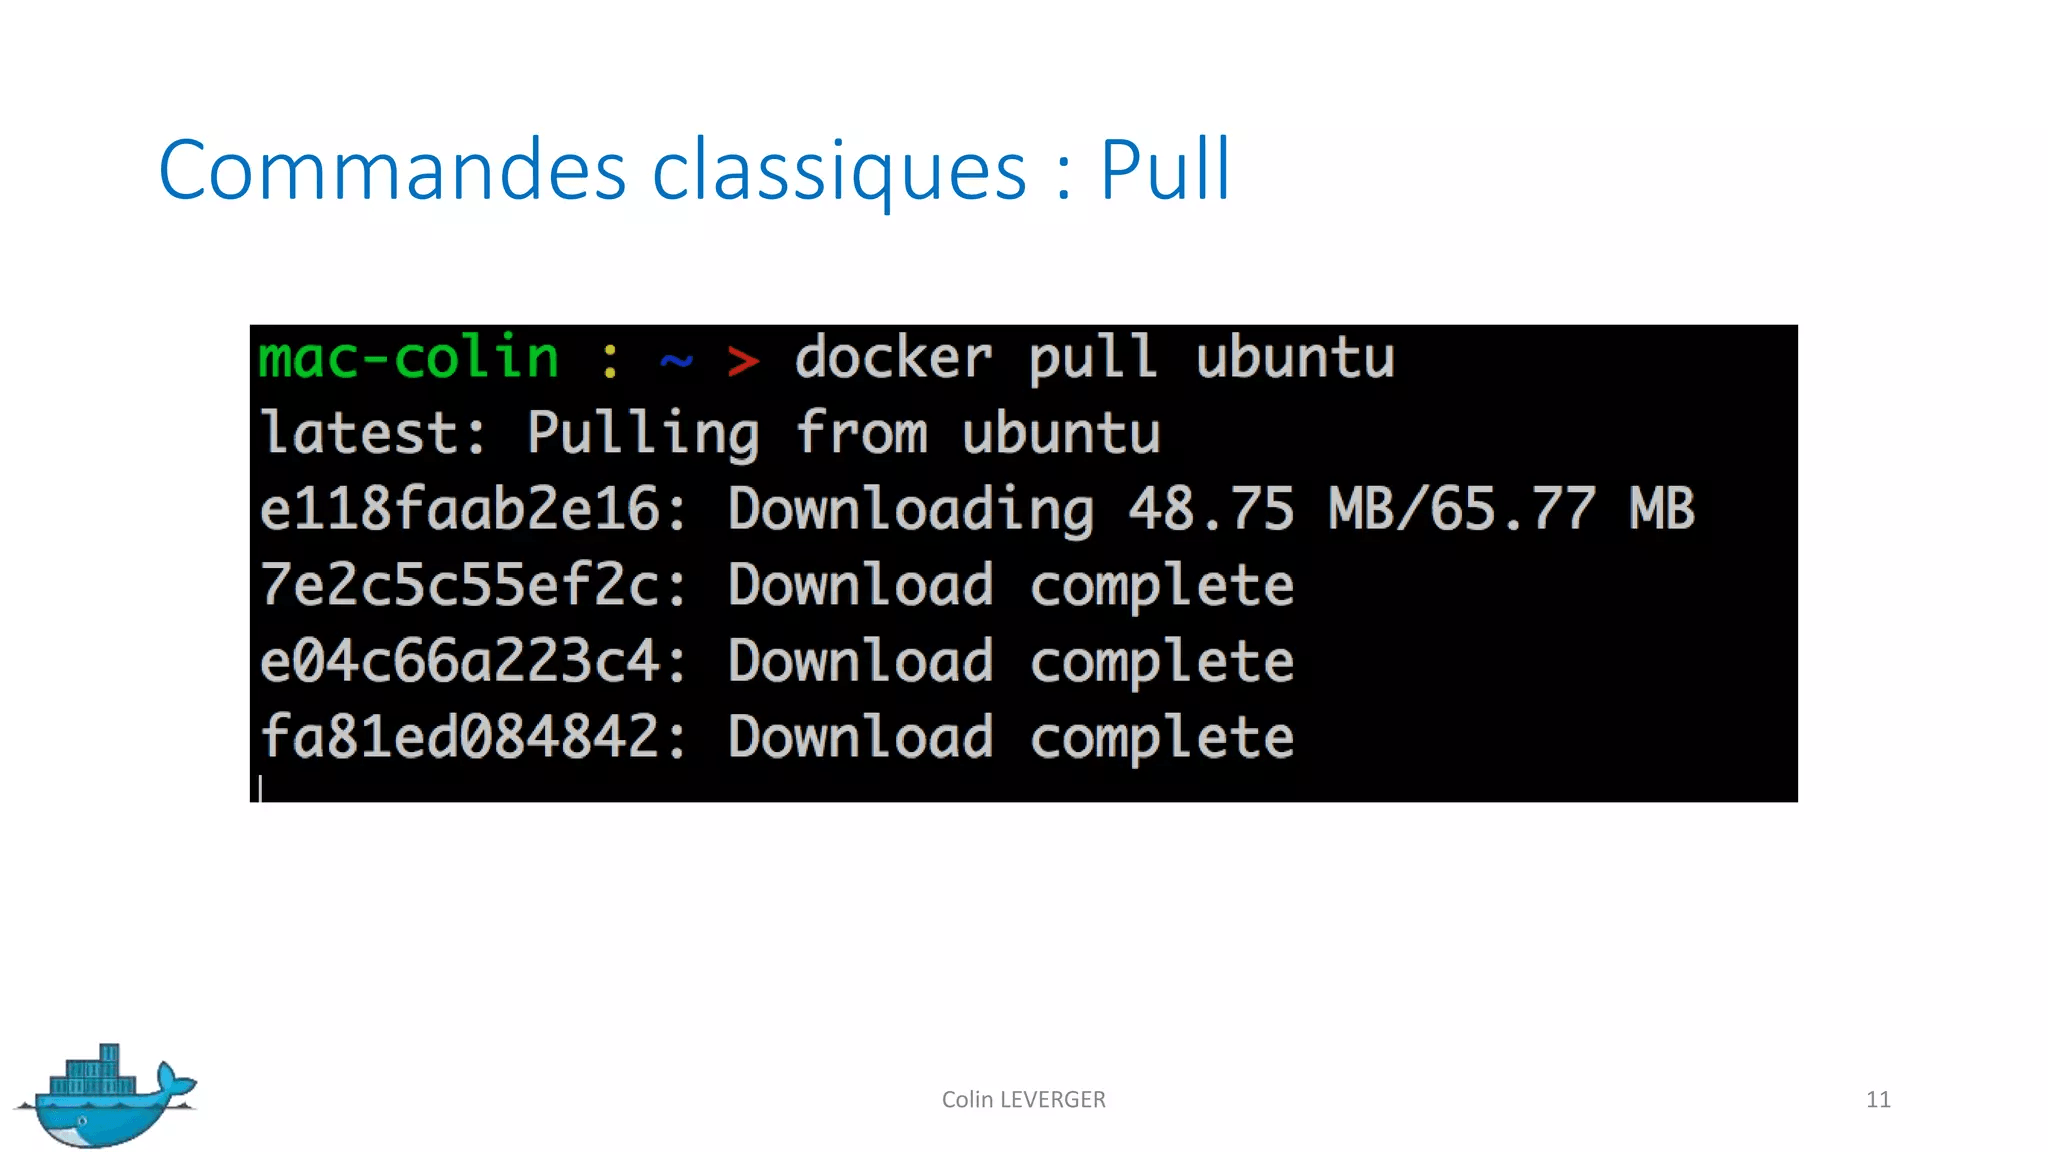 Commandes classiques : Pull
mac-colin : ~ > docker pull ubuntu
latest: Pulling from ubuntu
e118faab2e16: Downloading 48.75 MB/65.77 MB
7e2c5c55ef2c: Download complete
e04c66a223c4: Download complete
fa81ed084842: Download complete
Colin LEVERGER
11